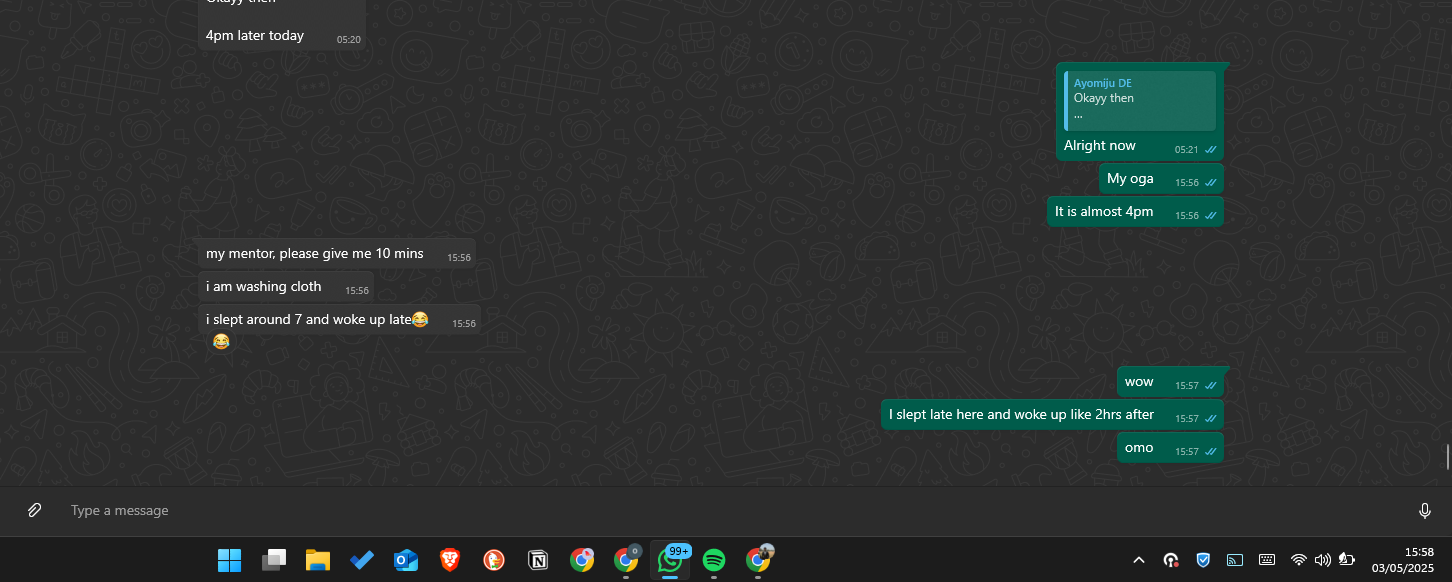 Okayy then
4pm later today
05:20
Ayomiju DE
Okayy then
...
Alright now
05:21
My oga
15:56
It is almost 4pm
15:56
my mentor, please give me 10 mins
15:56
i am washing cloth
15:56
i slept around 7 and woke up late😂
15:56
😂
wow
15:57
I slept late here and woke up like 2hrs after
15:57
omo
15:57
Type a message
99+
15:58
03/05/2025